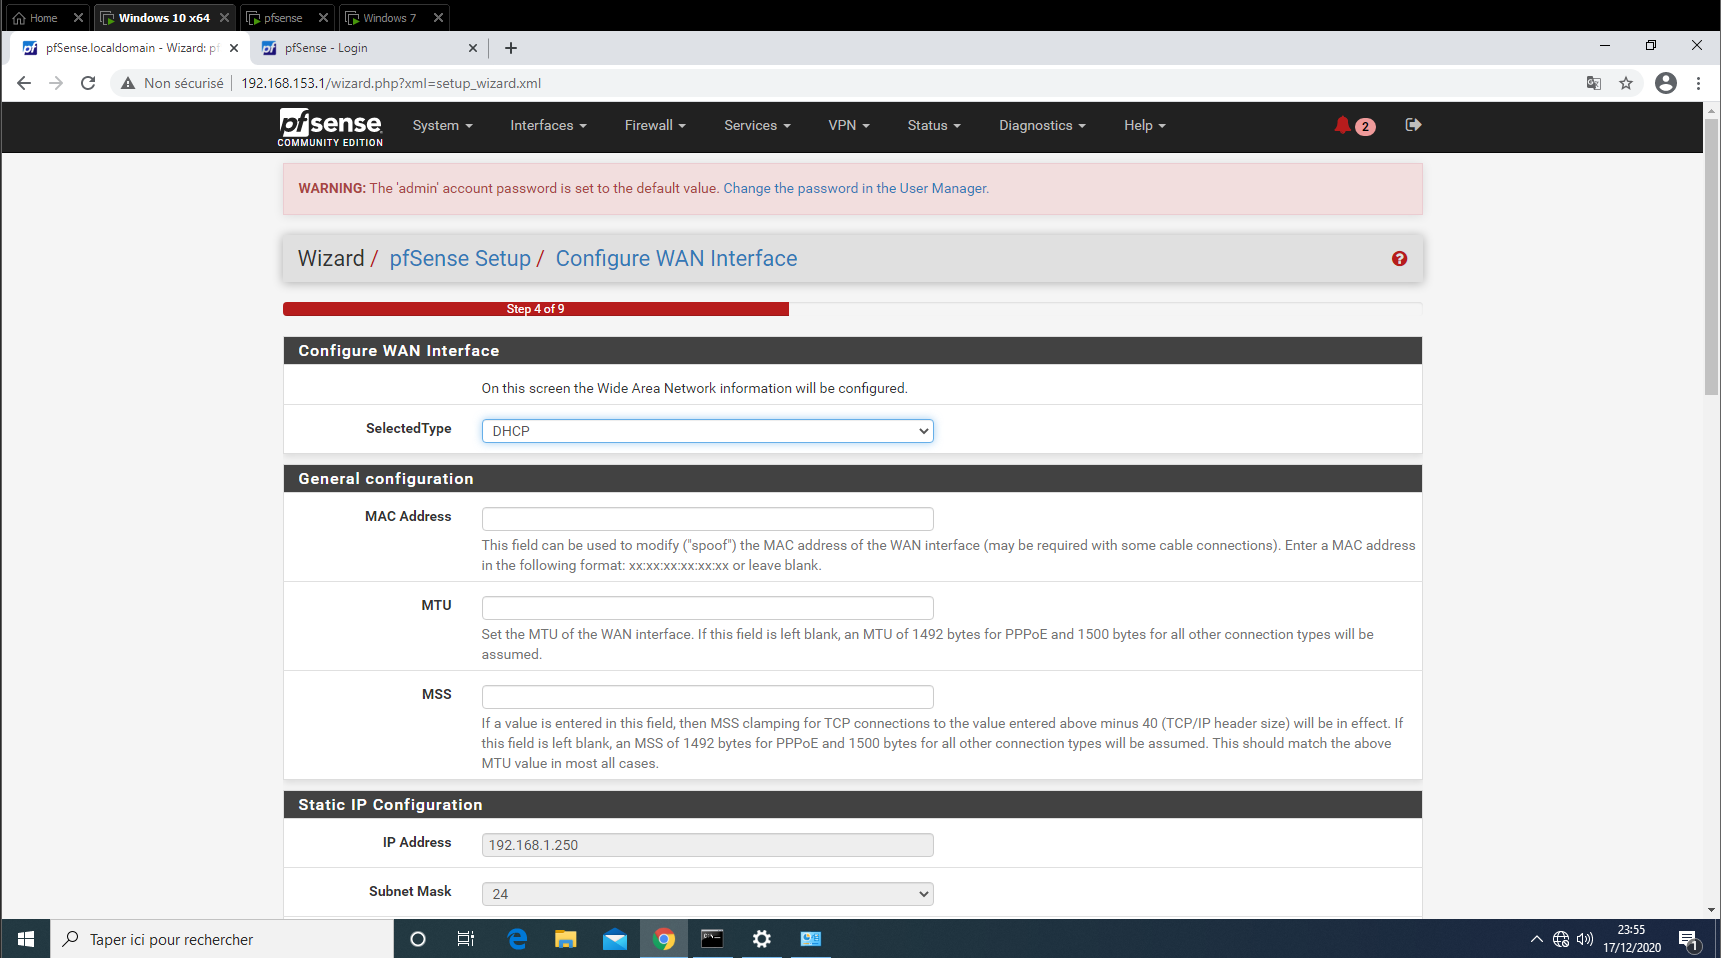 Home
Windows 10 x64
pfsense
Windows 7
pfSense.localdomain - Wizard: pf
pfSense - Login
Non sécurisé
192.168.153.1/wizard.php?xml=setup_wizard.xml
pfsense
COMMUNITY EDITION
System
Interfaces
Firewall
Services
VPN
Status
Diagnostics
Help
2
WARNING: The 'admin' account password is set to the default value. Change the password in the User Manager.
Wizard / pfSense Setup / Configure WAN Interface
Step 4 of 9
Configure WAN Interface
On this screen the Wide Area Network information will be configured.
SelectedType
DHCP
General configuration
MAC Address
This field can be used to modify ("spoof") the MAC address of the WAN interface (may be required with some cable connections). Enter a MAC address
in the following format: xx:xx:xx:xx:xx:xx or leave blank.
MTU
Set the MTU of the WAN interface. If this field is left blank, an MTU of 1492 bytes for PPPoE and 1500 bytes for all other connection types will be
assumed.
MSS
If a value is entered in this field, then MSS clamping for TCP connections to the value entered above minus 40 (TCP/IP header size) will be in effect. If
this field is left blank, an MSS of 1492 bytes for PPPoE and 1500 bytes for all other connection types will be assumed. This should match the above
MTU value in most all cases.
Static IP Configuration
IP Address
192.168.1.250
Subnet Mask
24
Taper ici pour rechercher
23:55
17/12/2020
1